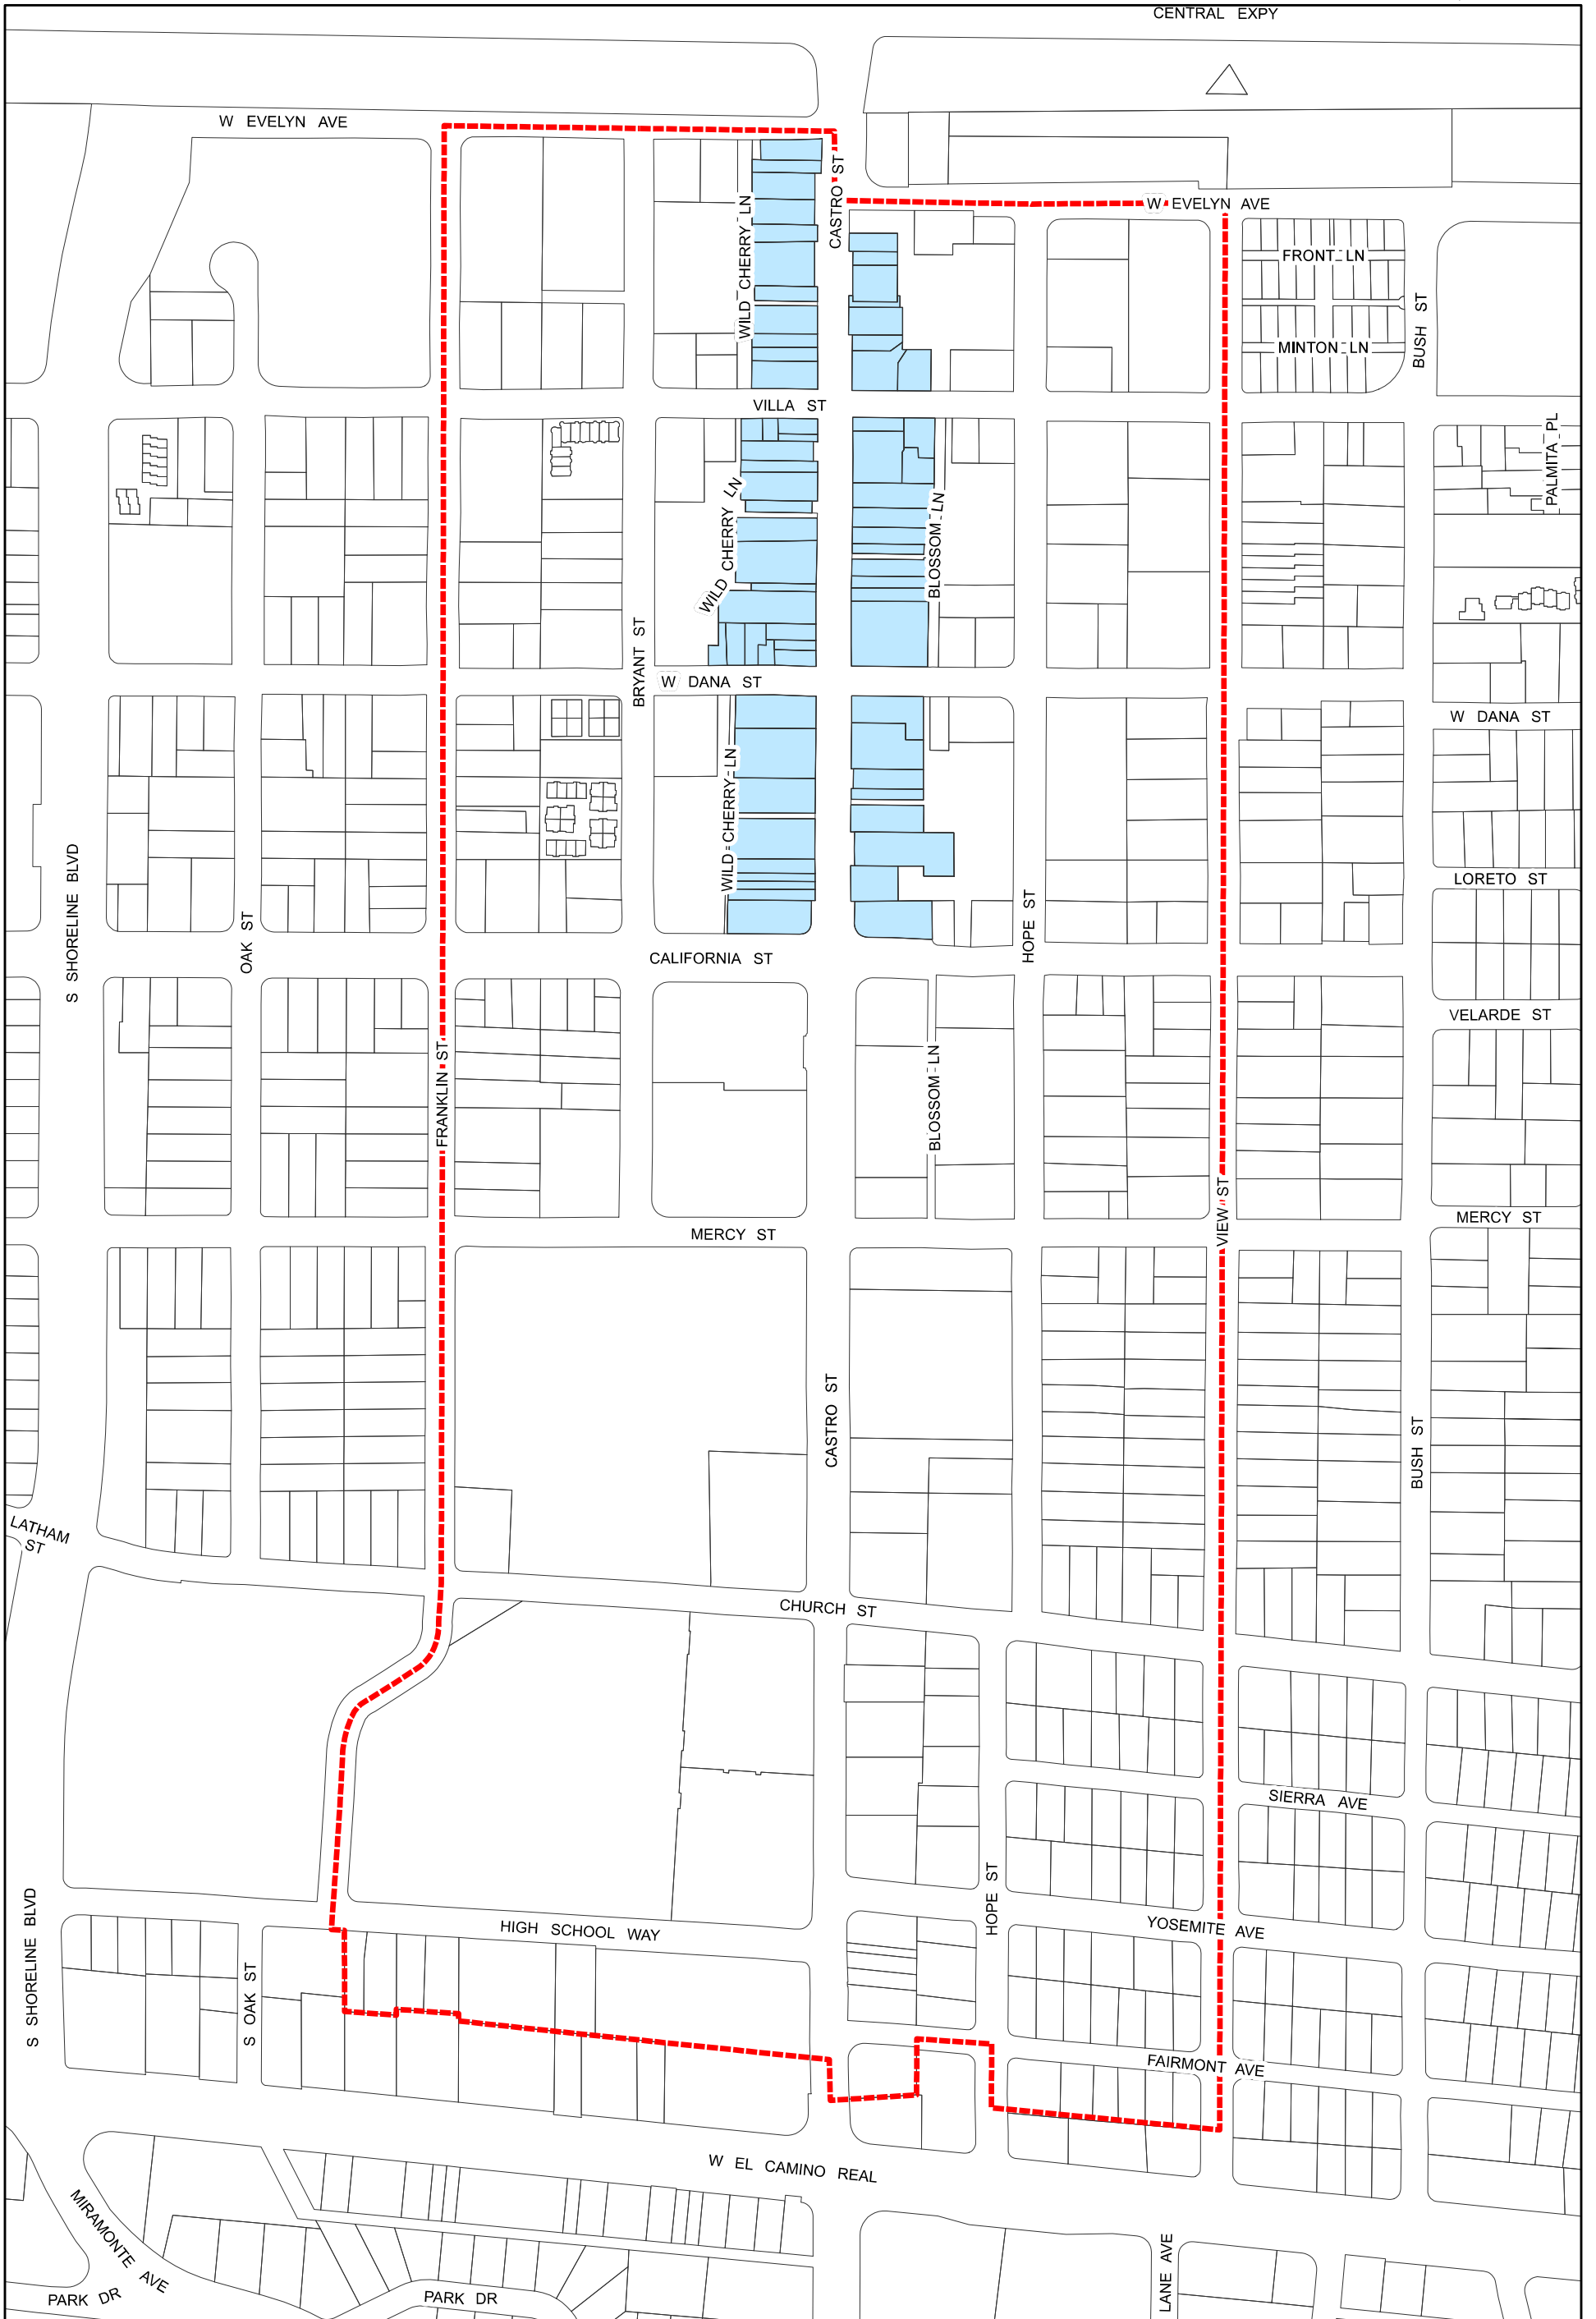 CENTRAL EXPY
W EVELYN AVE
CASTRO ST
W EVELYN AVE
WILD CHERRY LN
FRONT LN
BUSH ST
MINTON LN
VILLA ST
PALMITA PL
WILD CHERRY LN
BLOSSOM LN
BRYANT ST
W DANA ST
W DANA ST
WILD CHERRY LN
S SHORELINE BLVD
LORETO ST
OAK ST
HOPE ST
CALIFORNIA ST
VELARDE ST
FRANKLIN ST
BLOSSOM LN
VIEW ST
MERCY ST
MERCY ST
CASTRO ST
BUSH ST
LATHAM
ST
CHURCH ST
SIERRA AVE
S SHORELINE BLVD
HOPE ST
HIGH SCHOOL WAY
YOSEMITE AVE
S OAK ST
FAIRMONT AVE
W EL CAMINO REAL
MIRAMONTE AVE
LANE AVE
PARK DR
PARK DR